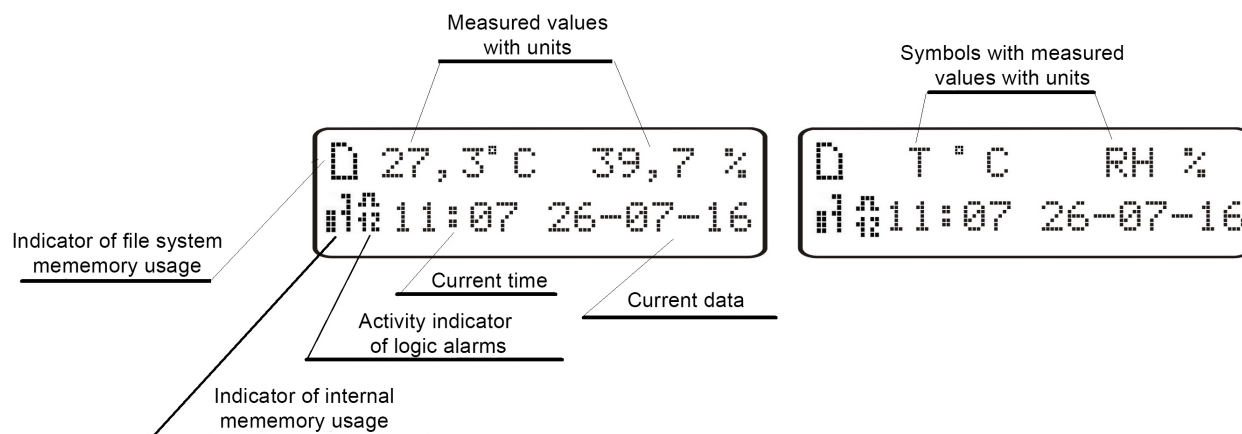 Measured values
with units
Symbols with measured
values with units
27,3°C 39,7 %
11:07 26-07-16
T °C RH %
12 11:07 26-07-16
Indicator of file system
mememory usage
Current time
Current data
Activity indicator
of logic alarms
Indicator of internal
mememory usage